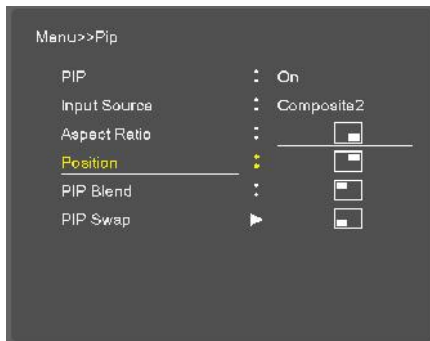 Menu>>Pip
PIP : On
Input Source : Composite2
Aspect Ratio :
Position :
PIP Blend :
PIP Swap